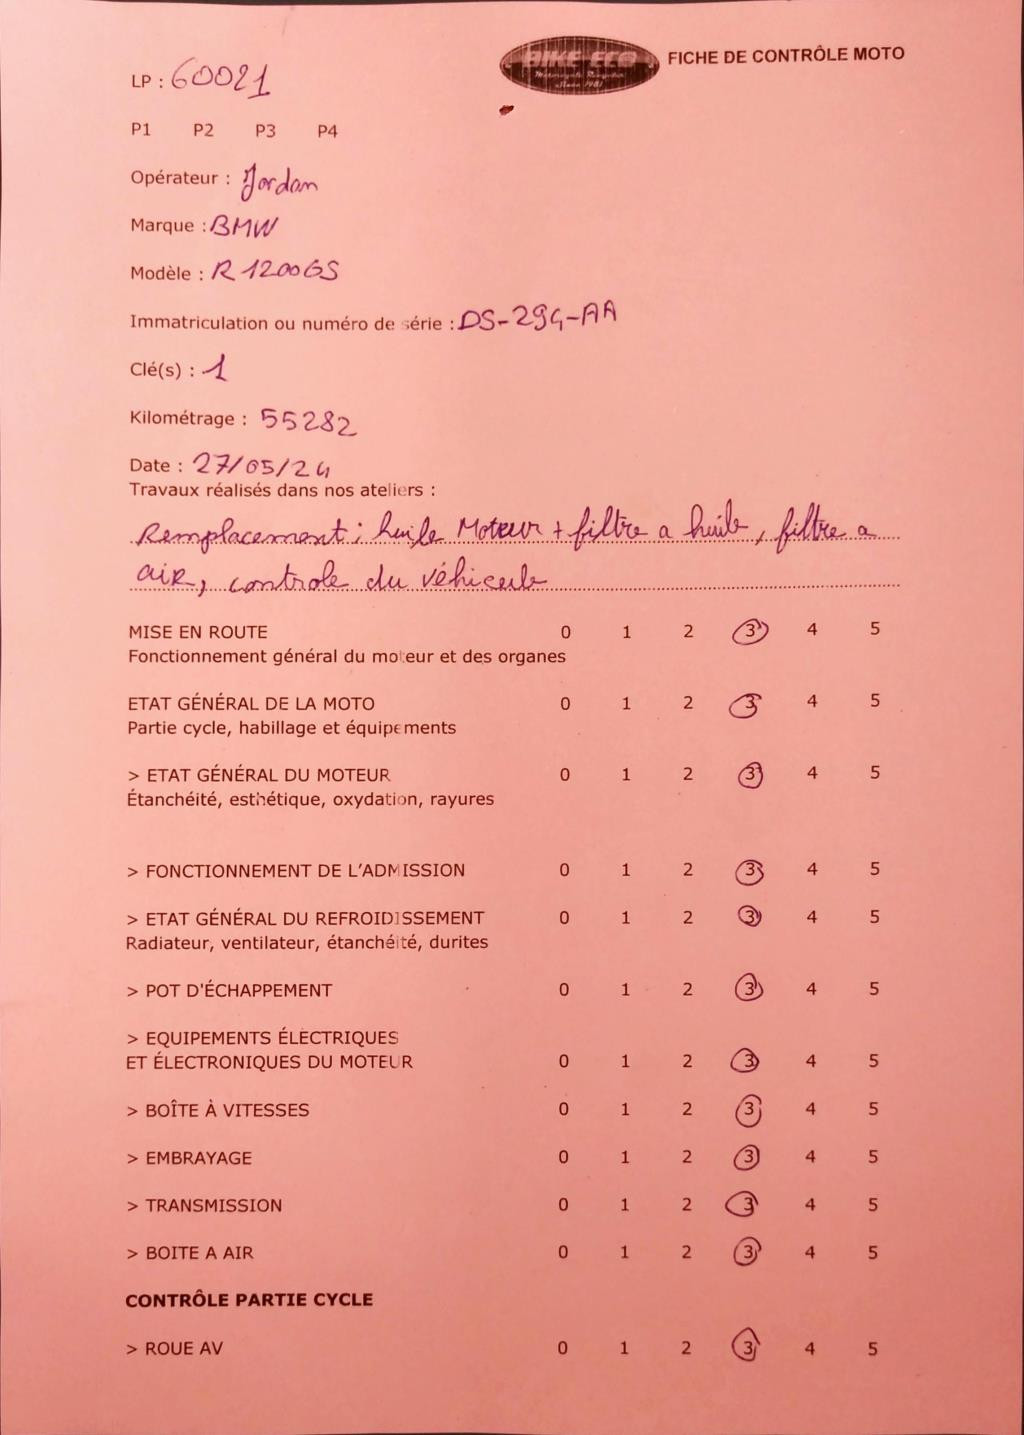 BIKE ECO
FICHE DE CONTRÔLE MOTO
LP : 60021
P1 P2 P3 P4
Opérateur : Jordan
Marque : BMW
Modèle : R 1200GS
Immatriculation ou numéro de série : DS-294-AA
Clé(s) : 1
Kilométrage : 55282
Date : 27/05/24
Travaux réalisés dans nos ateliers :
Remplacement ; huile Moteur + filtre a huile, filtre a
aiR, controle du véhicule
MISE EN ROUTE 0 1 2 3 4 5
Fonctionnement général du moteur et des organes
ETAT GÉNÉRAL DE LA MOTO 0 1 2 3 4 5
Partie cycle, habillage et équipements
> ETAT GÉNÉRAL DU MOTEUR 0 1 2 3 4 5
Étanchéité, esthétique, oxydation, rayures
> FONCTIONNEMENT DE L'ADMISSION 0 1 2 3 4 5
> ETAT GÉNÉRAL DU REFROIDISSEMENT 0 1 2 3 4 5
Radiateur, ventilateur, étanchéité, durites
> POT D'ÉCHAPPEMENT 0 1 2 3 4 5
> EQUIPEMENTS ÉLECTRIQUES
ET ÉLECTRONIQUES DU MOTEUR 0 1 2 3 4 5
> BOÎTE À VITESSES 0 1 2 3 4 5
> EMBRAYAGE 0 1 2 3 4 5
> TRANSMISSION 0 1 2 3 4 5
> BOITE A AIR 0 1 2 3 4 5
CONTRÔLE PARTIE CYCLE
> ROUE AV 0 1 2 3 4 5